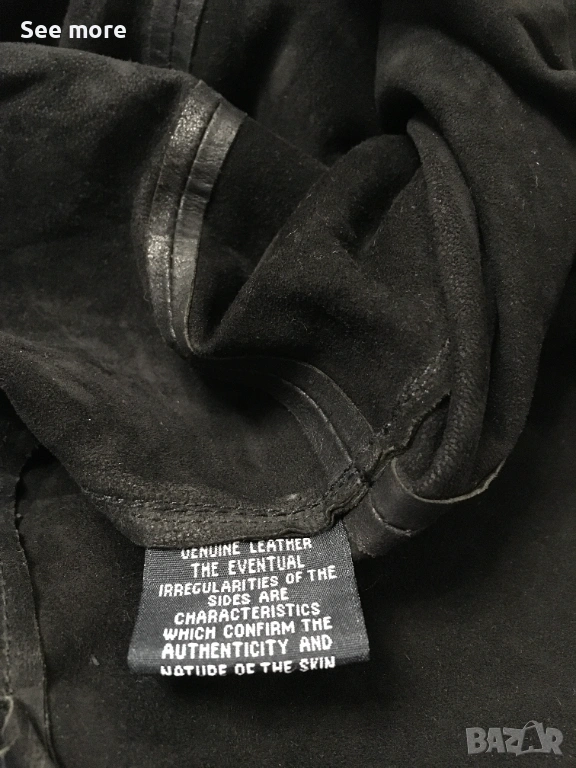 See more
GENUINE LEATHER
THE EVENTUAL
IRREGULARITIES OF THE
SIDES ARE
CHARACTERISTICS
WHICH CONFIRM THE
AUTHENTICITY AND
NATURE OF THE SKIN
BAZAR